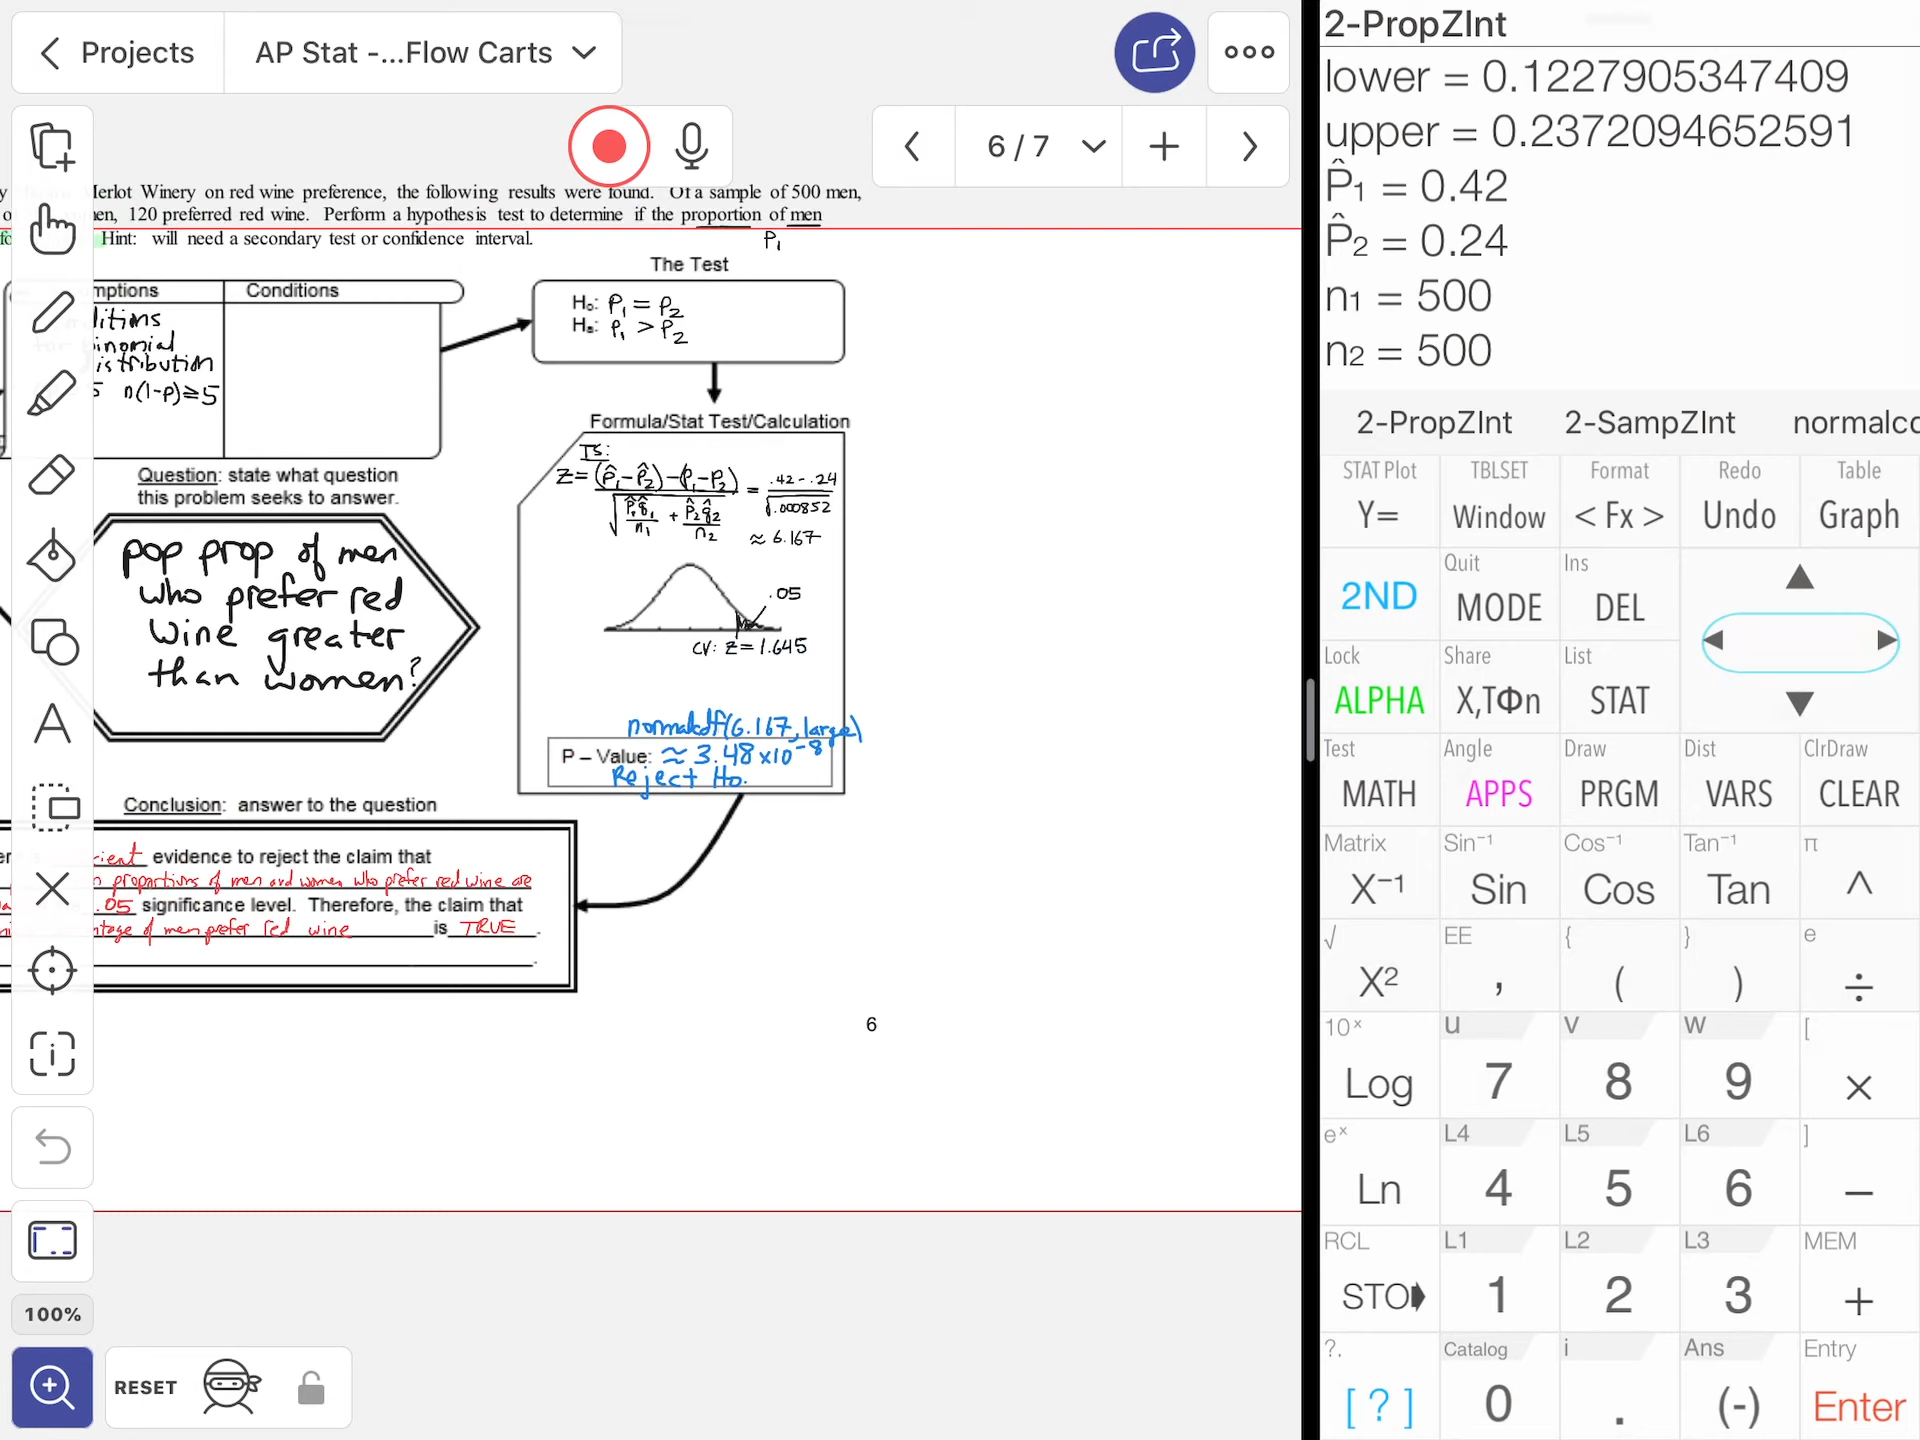 Projects
AP Stat -...Flow Carts
6 / 7
Merlot Winery on red wine preference, the following results were found. Of a sample of 500 men,
120 preferred red wine. Perform a hypothesis test to determine if the proportion of men
Hint: will need a secondary test or confidence interval.
P₁
The Test
H₀: P₁ = P₂
Hₐ: P₁ > P₂
mptions
Conditions
ditions
for binomial
istribution
5 n(1-p)≥5
Question: state what question
this problem seeks to answer.
pop prop of men
who prefer red
wine greater
than women?
Formula/Stat Test/Calculation
TS:
Z = (p̂₁-p̂₂)-(p₁-p₂) / √(p̂₁q̂₁/n₁ + p̂₂q̂₂/n₂) = .42-.24 / √.000852
≈ 6.167
.05
CV: Z = 1.645
normalcdf(6.167, large)
P – Value: ≈ 3.48 x10⁻⁸
Reject Ho.
Conclusion: answer to the question
evidence to reject the claim that
proportions of men and women who prefer red wine are
.05 significance level. Therefore, the claim that
men prefer red wine is TRUE.
6
100%
RESET
2-PropZInt
lower = 0.1227905347409
upper = 0.2372094652591
P̂1 = 0.42
P̂2 = 0.24
n1 = 500
n2 = 500
2-PropZInt 2-SampZInt normalc
STAT Plot TBLSET Format Redo Table
Y= Window < Fx > Undo Graph
Quit Ins
2ND MODE DEL
Lock Share List
ALPHA X,TΦn STAT
Test Angle Draw Dist ClrDraw
MATH APPS PRGM VARS CLEAR
Matrix Sin⁻¹ Cos⁻¹ Tan⁻¹ π
X⁻¹ Sin Cos Tan ^
√ EE { } e
X² , ( ) ÷
10ˣ u v w [
Log 7 8 9 ×
eˣ L4 L5 L6 ]
Ln 4 5 6 −
RCL L1 L2 L3 MEM
STO 1 2 3 +
?. Catalog i Ans Entry
[ ? ] 0 . (-) Enter